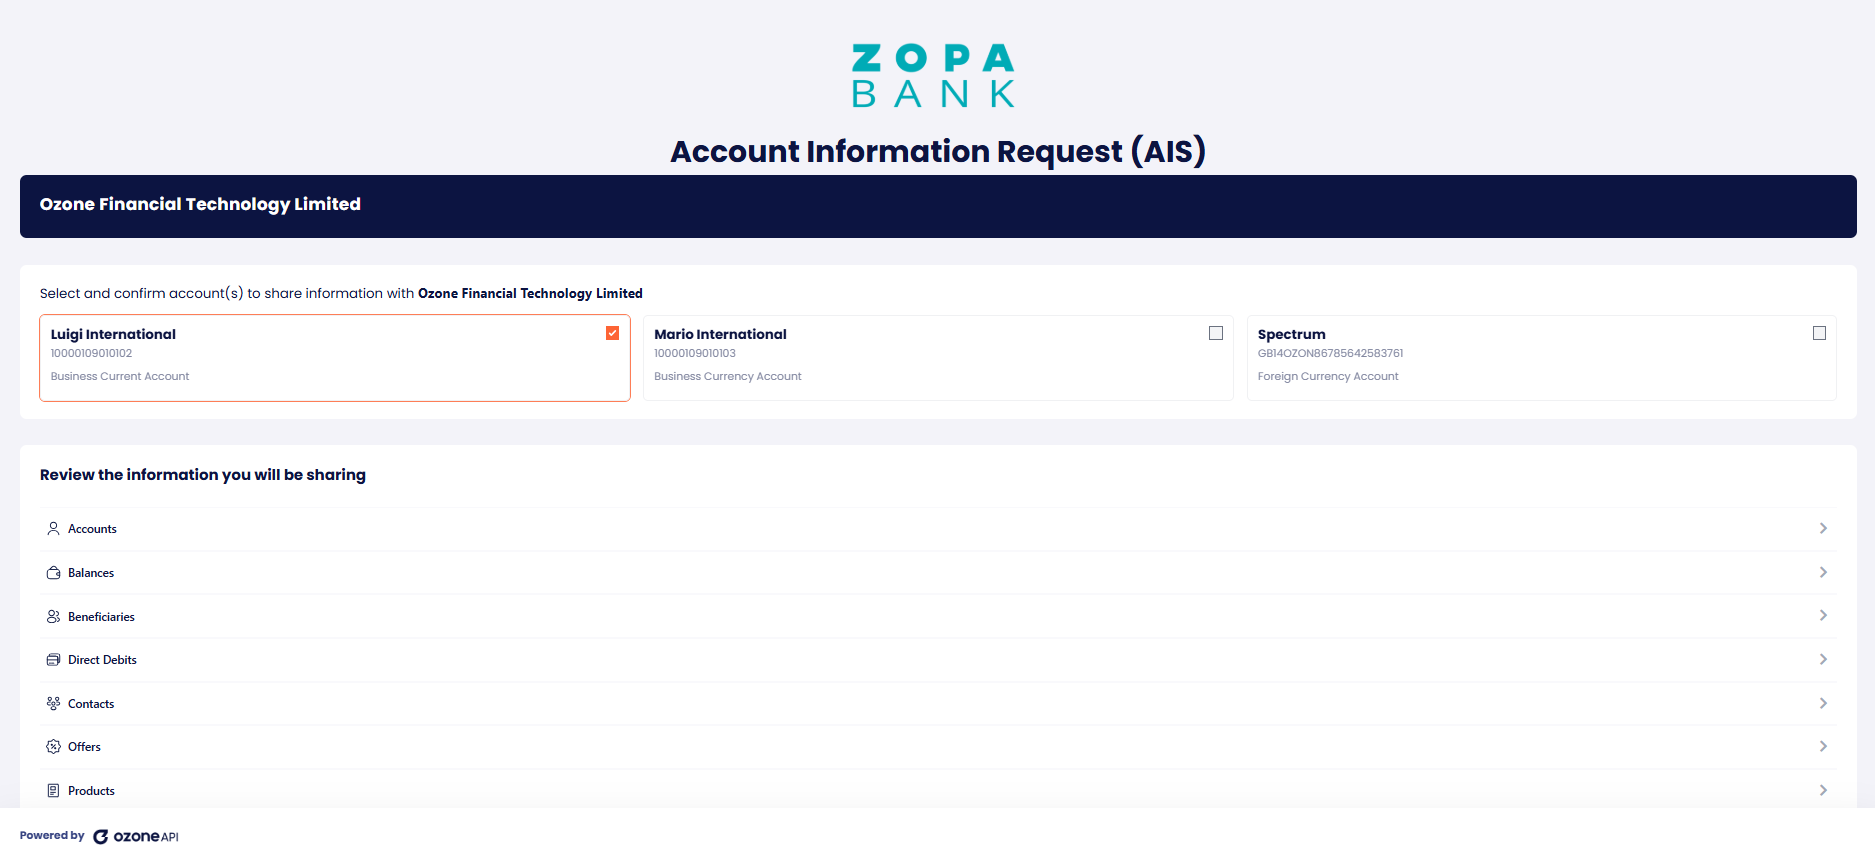 ZOPA
BANK
Account Information Request (AIS)
Ozone Financial Technology Limited
Select and confirm account(s) to share information with Ozone Financial Technology Limited
Luigi International
10000109010102
Business Current Account
Mario International
10000109010103
Business Currency Account
Spectrum
GB14OZON86785642583761
Foreign Currency Account
Review the information you will be sharing
Accounts
Balances
Beneficiaries
Direct Debits
Contacts
Offers
Products
Powered by ozoneAPI